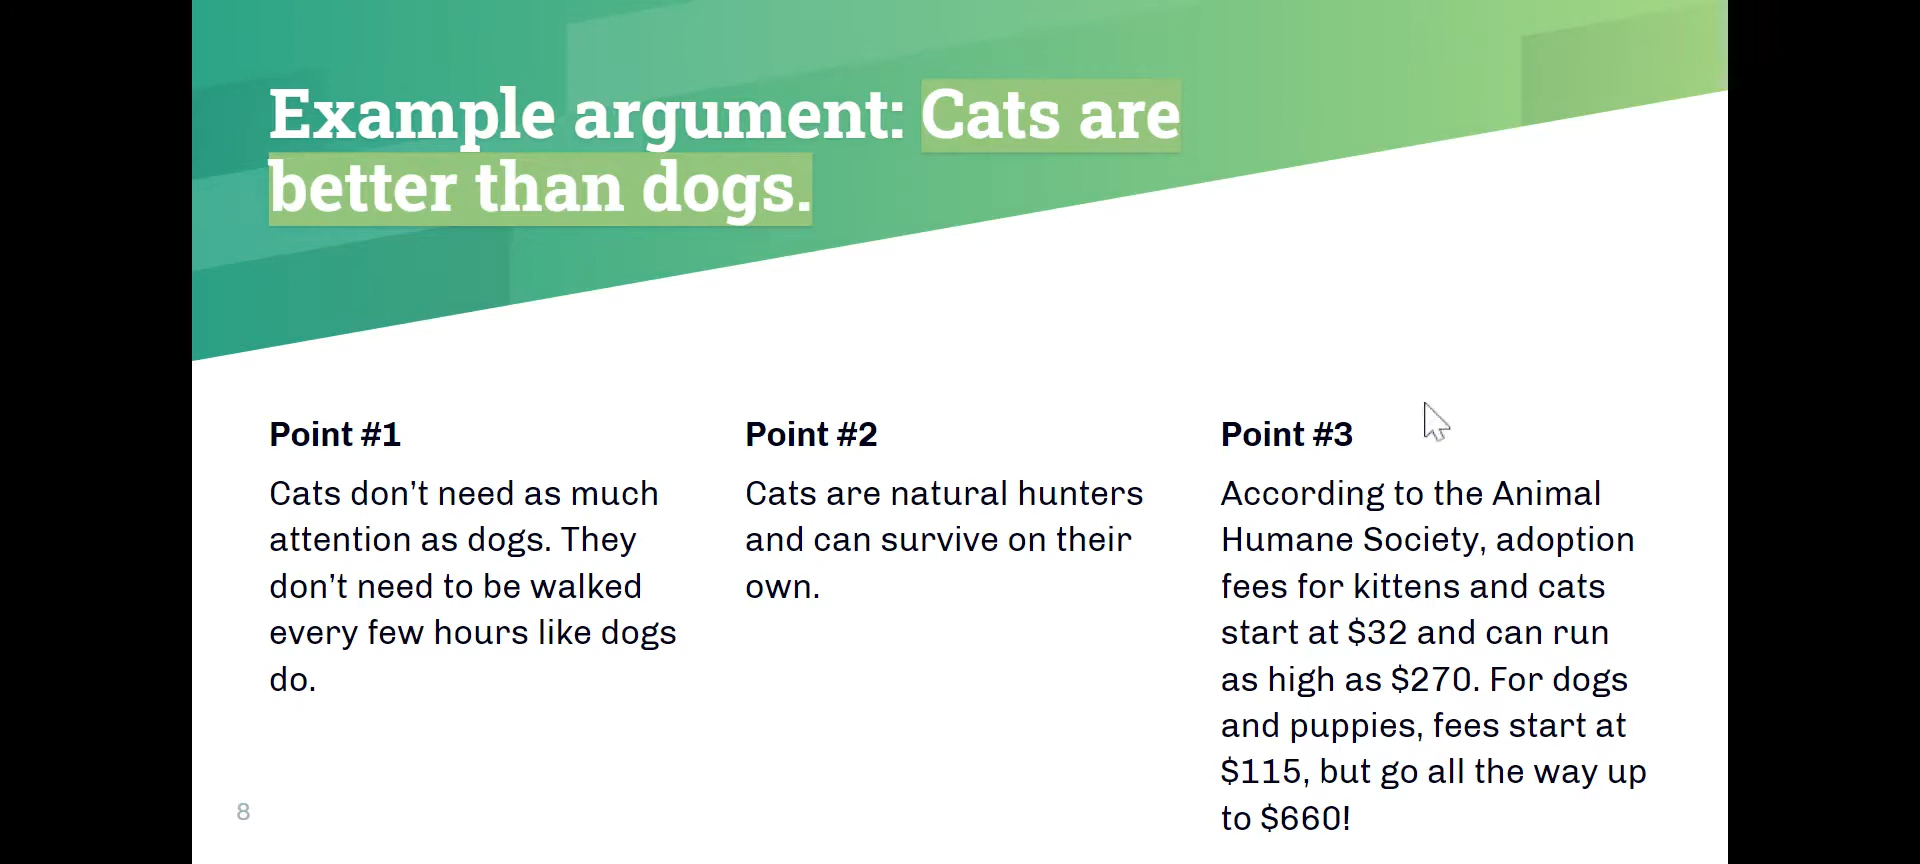 Example argument: Cats are
better than dogs.
Point #1
Cats don’t need as much
attention as dogs. They
don’t need to be walked
every few hours like dogs
do.
Point #2
Cats are natural hunters
and can survive on their
own.
Point #3
According to the Animal
Humane Society, adoption
fees for kittens and cats
start at $32 and can run
as high as $270. For dogs
and puppies, fees start at
$115, but go all the way up
to $660!
8